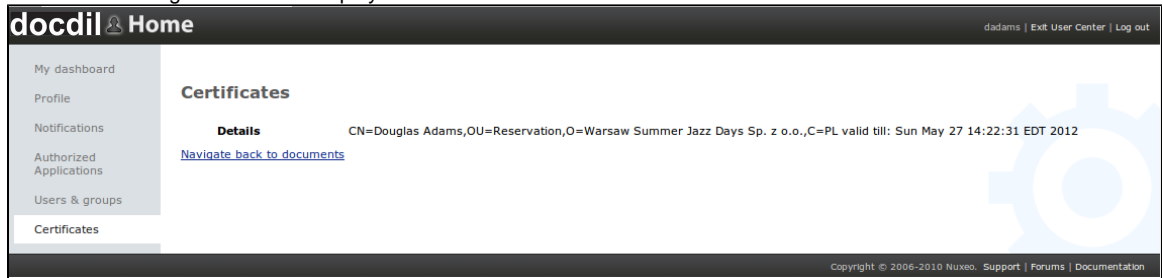 docdil Home
dadams | Exit User Center | Log out
My dashboard
Profile
Notifications
Authorized
Applications
Users & groups
Certificates
Certificates
Details CN=Douglas Adams,OU=Reservation,O=Warsaw Summer Jazz Days Sp. z o.o.,C=PL valid till: Sun May 27 14:22:31 EDT 2012
Navigate back to documents
Copyright © 2006-2010 Nuxeo. Support | Forums | Documentation